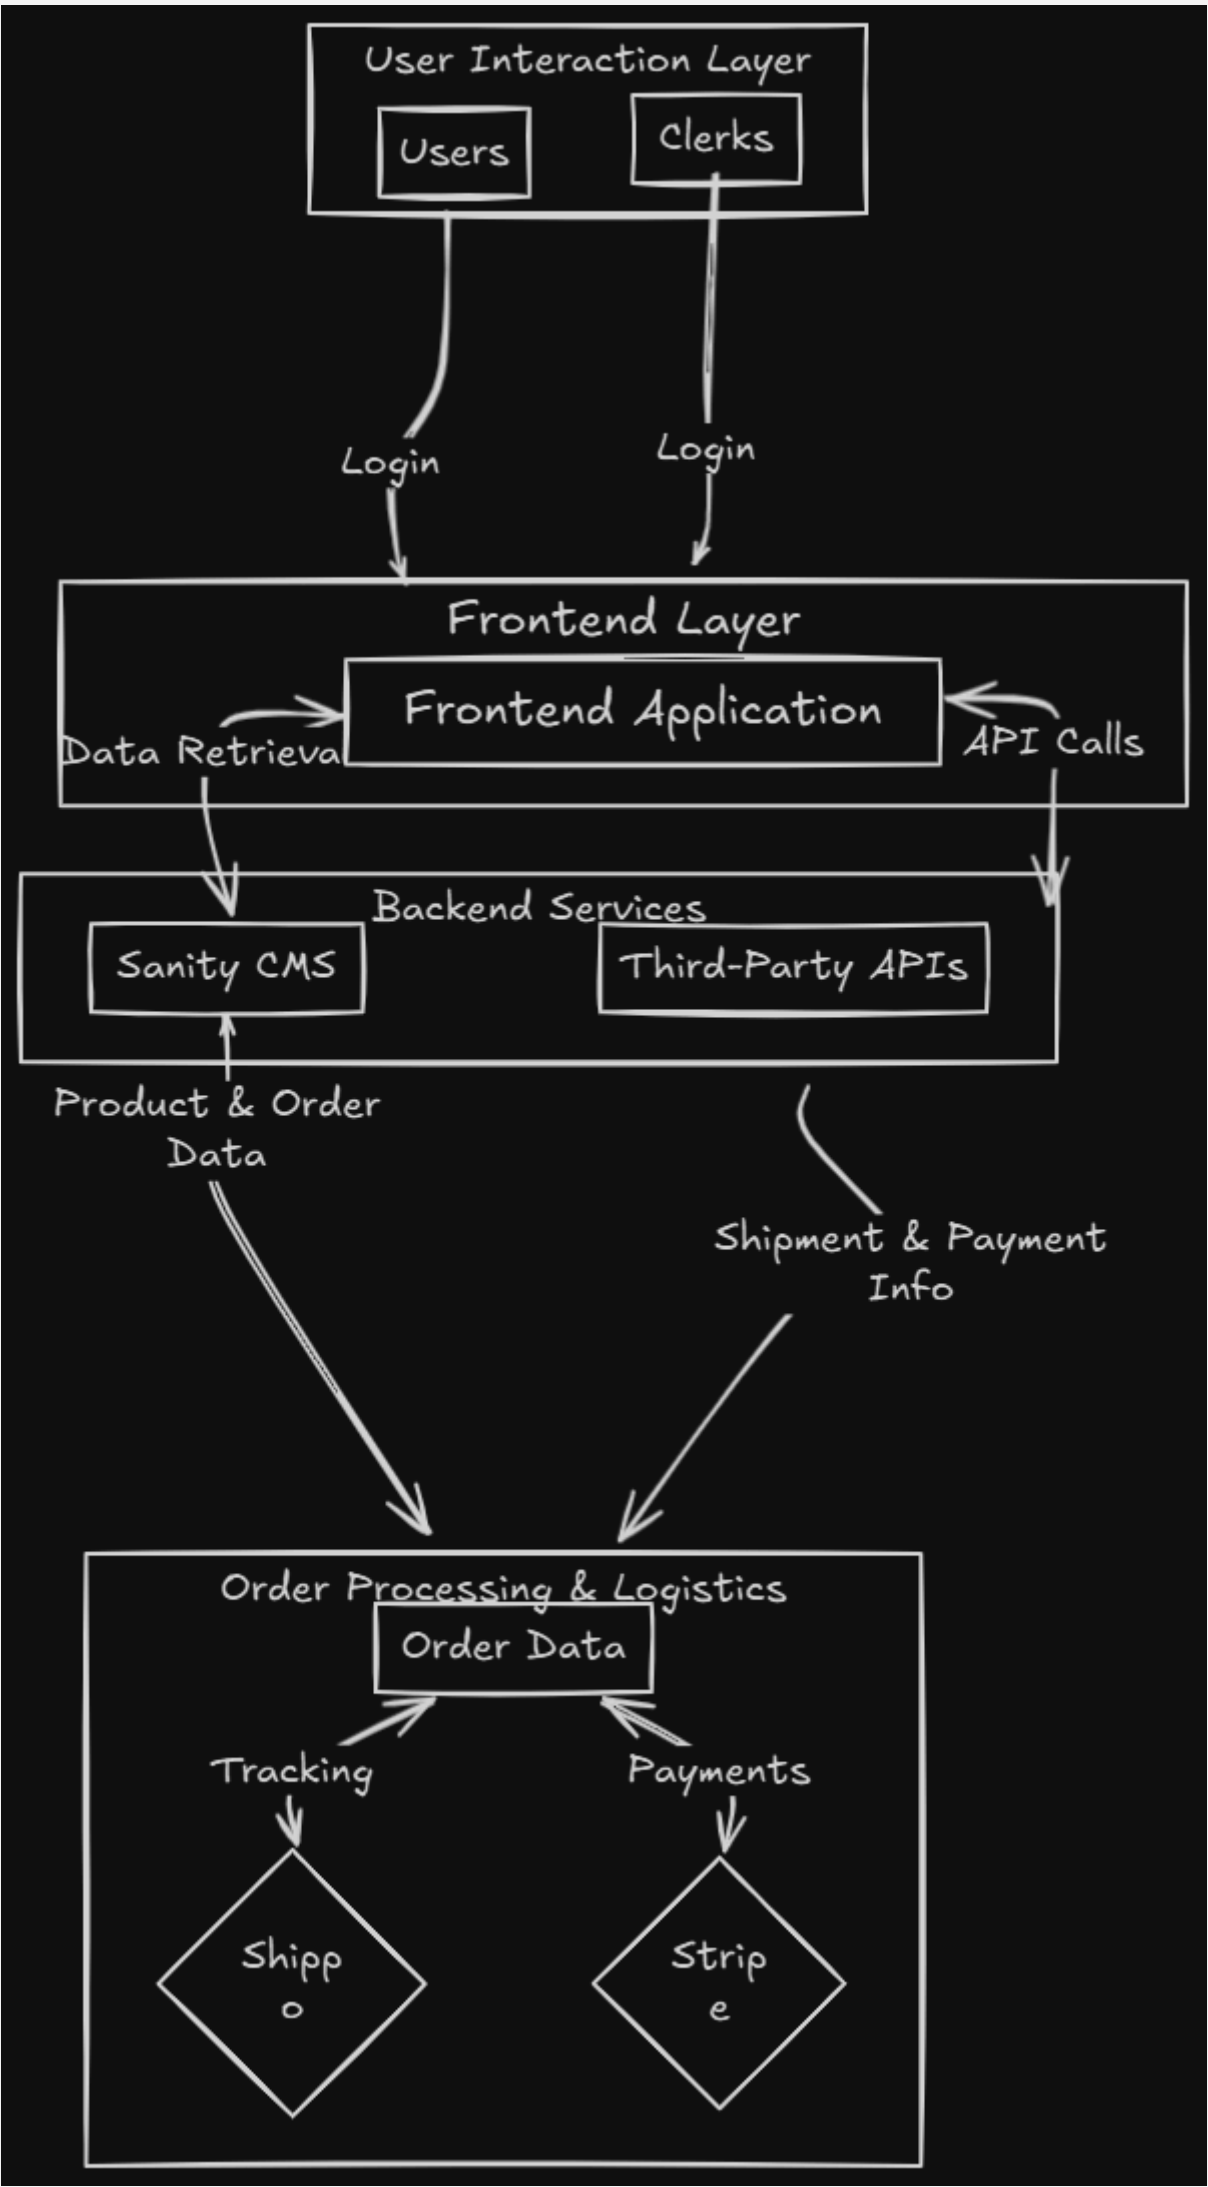 User Interaction Layer
Users
Clerks
Login
Login
Frontend Layer
Frontend Application
Data Retrieva
API Calls
Backend Services
Sanity CMS
Third-Party APIs
Product & Order
Data
Shipment & Payment
Info
Order Processing & Logistics
Order Data
Tracking
Payments
Shipp
o
Strip
e